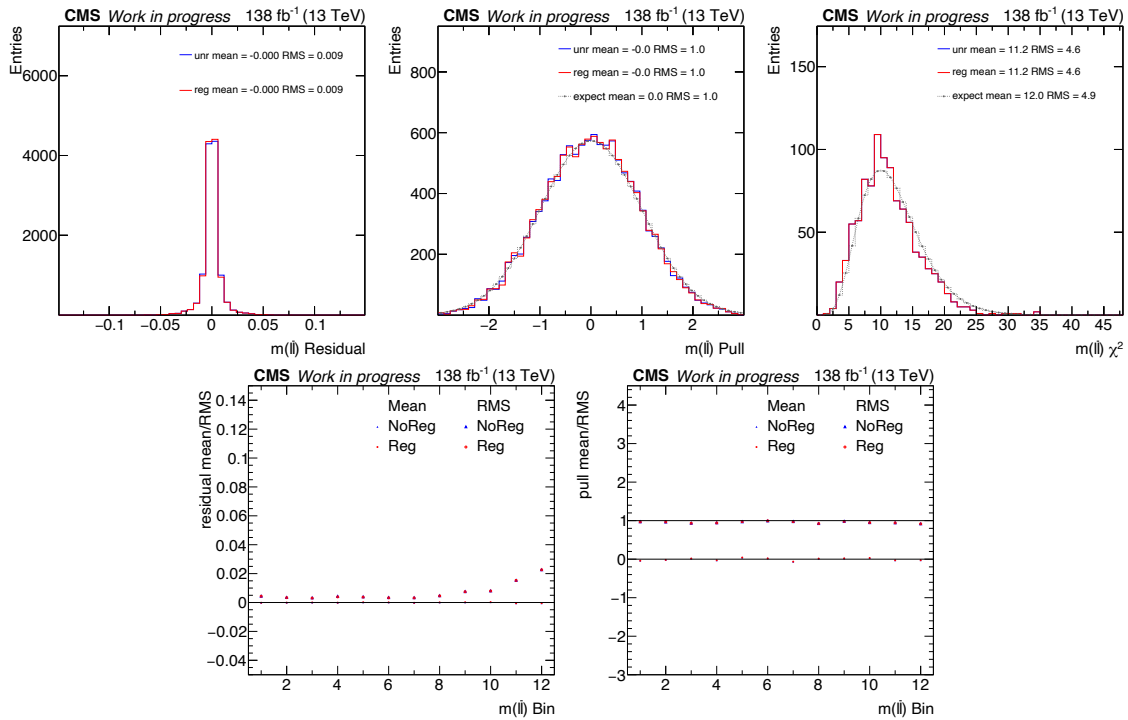 CMS Work in progress 138 fb⁻¹ (13 TeV)
Entries
6000
4000
2000
unr mean = -0.000 RMS = 0.009
reg mean = -0.000 RMS = 0.009
−0.1 −0.05 0 0.05 0.1
m(ll̄) Residual
CMS Work in progress 138 fb⁻¹ (13 TeV)
Entries
800
600
400
200
unr mean = -0.0 RMS = 1.0
reg mean = -0.0 RMS = 1.0
expect mean = 0.0 RMS = 1.0
−2 −1 0 1 2 3
m(ll̄) Pull
CMS Work in progress 138 fb⁻¹ (13 TeV)
Entries
150
100
50
unr mean = 11.2 RMS = 4.6
reg mean = 11.2 RMS = 4.6
expect mean = 12.0 RMS = 4.9
0 5 10 15 20 25 30 35 40 45
m(ll̄) χ²
CMS Work in progress 138 fb⁻¹ (13 TeV)
residual mean/RMS
0.14
0.12
0.1
0.08
0.06
0.04
0.02
0
−0.02
−0.04
Mean RMS
NoReg NoReg
Reg Reg
2 4 6 8 10 12
m(ll̄) Bin
CMS Work in progress 138 fb⁻¹ (13 TeV)
pull mean/RMS
4
3
2
1
0
−1
−2
−3
Mean RMS
NoReg NoReg
Reg Reg
2 4 6 8 10 12
m(ll̄) Bin